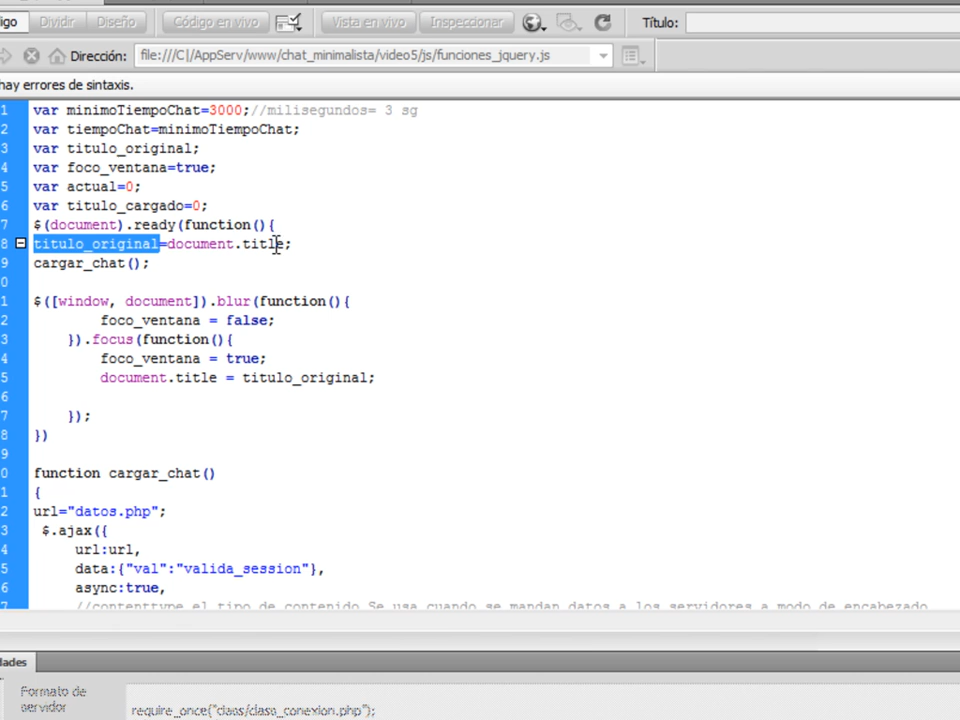 igo Dividir Diseño Código en vivo Vista en vivo Inspeccionar Título:
Dirección: file:///C|/AppServ/www/chat_minimalista/video5/js/funciones_jquery.js
hay errores de sintaxis.
1 var minimoTiempoChat=3000;//milisegundos= 3 sg
2 var tiempoChat=minimoTiempoChat;
3 var titulo_original;
4 var foco_ventana=true;
5 var actual=0;
6 var titulo_cargado=0;
7 $(document).ready(function(){
8 titulo_original=document.title;
9 cargar_chat();
0
1 $([window, document]).blur(function(){
2 foco_ventana = false;
3 }).focus(function(){
4 foco_ventana = true;
5 document.title = titulo_original;
6
7 });
8 })
9
0 function cargar_chat()
1 {
2 url="datos.php";
3 $.ajax({
4 url:url,
5 data:{"val":"valida_session"},
6 async:true,
7 //contenttype el tipo de contenido Se usa cuando se mandan datos a los servidores a modo de encabezado
dades
Formato de
servidor
require_once("class/class_conexion.php");